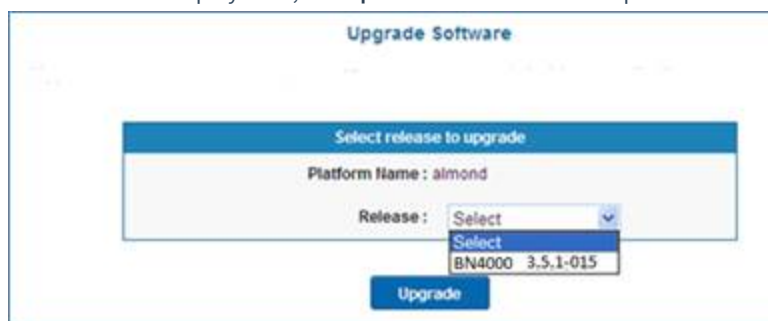 Upgrade Software
Select release to upgrade
Platform Name : almond
Release : Select
Select
BN4000 3.5.1-015
Upgrade